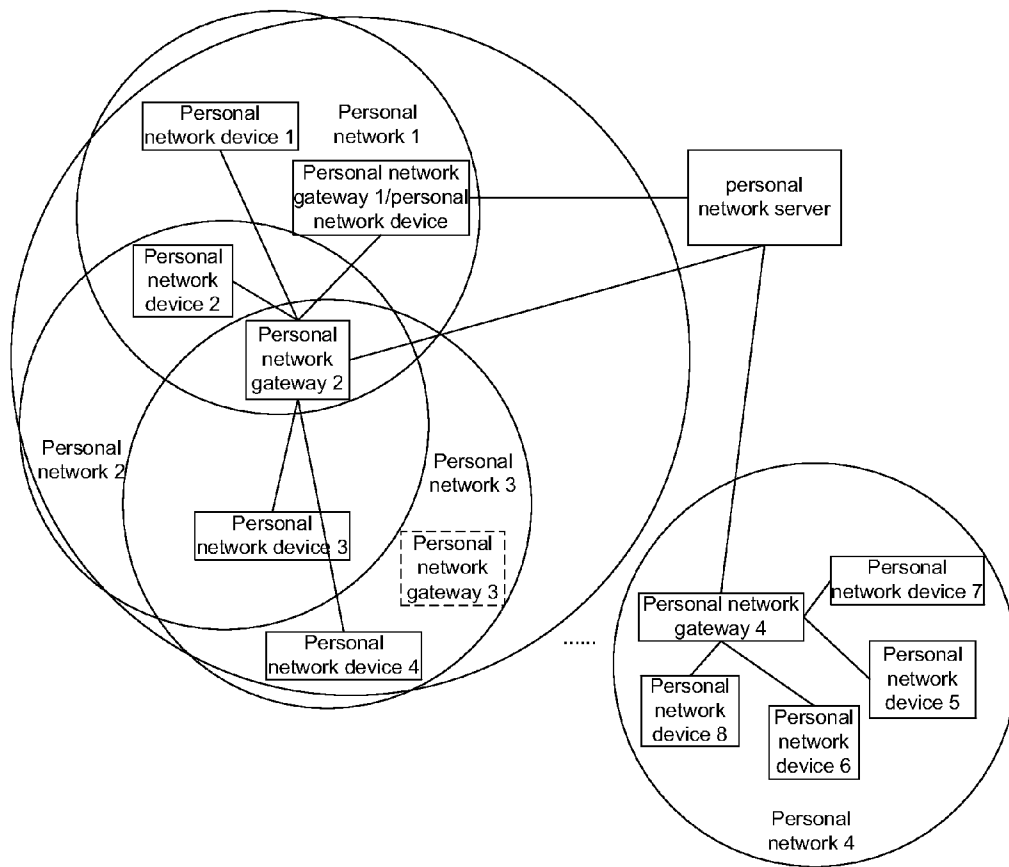 Personal
network device 1
Personal
network 1
Personal network
gateway 1/personal
network device
personal
network server
Personal
network
device 2
Personal
network
gateway 2
Personal
network 2
Personal
network 3
Personal
network device 3
Personal
network
gateway 3
Personal
network device 4
......
Personal network
gateway 4
Personal
network device 7
Personal
network
device 5
Personal
network
device 8
Personal
network
device 6
Personal
network 4